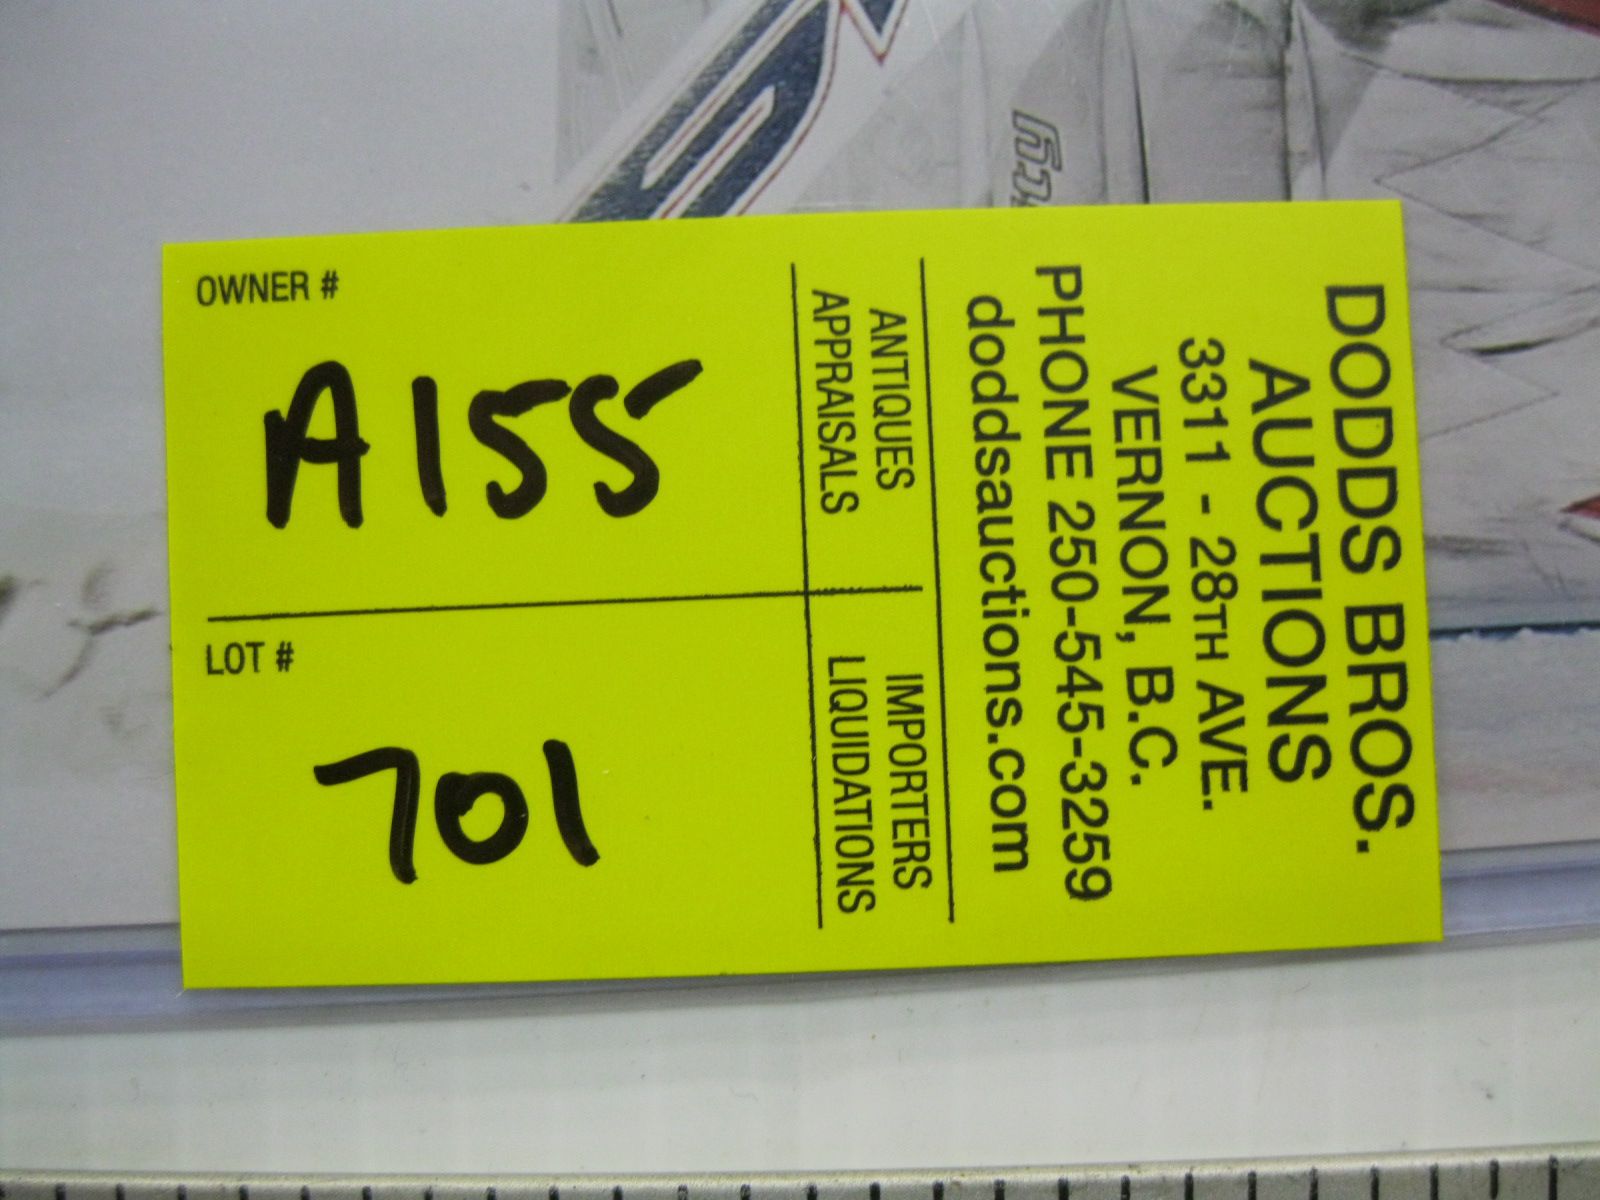 DODDS BROS.
AUCTIONS
3311 - 28TH AVE.
VERNON, B.C.
PHONE 250-545-3259
doddsauctions.com
ANTIQUES
APPRAISALS
IMPORTERS
LIQUIDATIONS
OWNER #
A155
LOT #
701